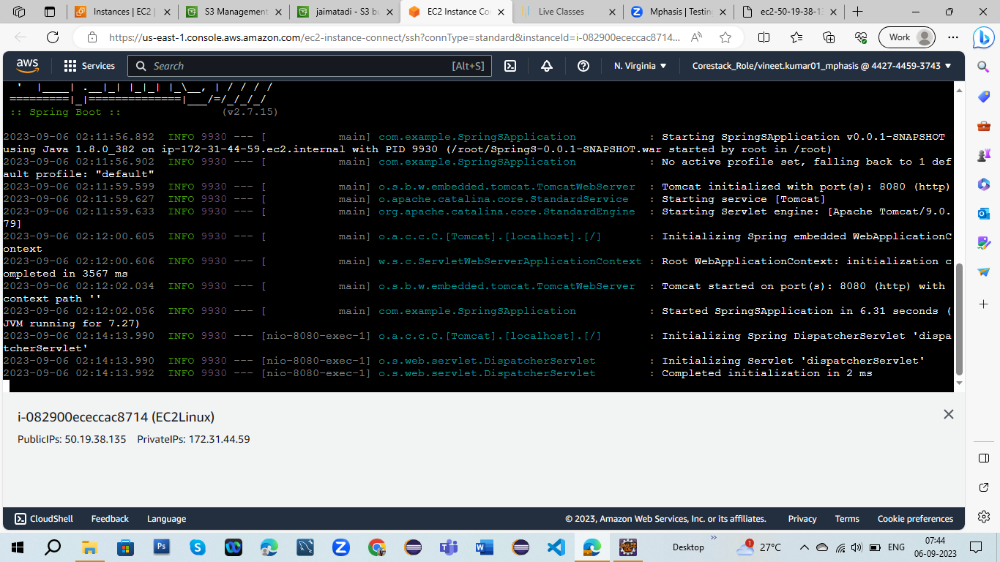 Instances | EC2 |
S3 Management
jaimatadi - S3 bu
EC2 Instance Co
Live Classes
Mphasis | Testing
ec2-50-19-38-13
https://us-east-1.console.aws.amazon.com/ec2-instance-connect/ssh?connType=standard&instanceId=i-082900ececcac8714...
Work
aws
Services
Search
[Alt+S]
N. Virginia
Corestack_Role/vineet.kumar01_mphasis @ 4427-4459-3743
'  |____| .__|_| |_|_| |_\__, | / / / /
=========|_|==============|___/=/_/_/_/
:: Spring Boot :: (v2.7.15)
2023-09-06 02:11:56.892 INFO 9930 --- [ main] com.example.SpringSApplication : Starting SpringSApplication v0.0.1-SNAPSHOT
using Java 1.8.0_382 on ip-172-31-44-59.ec2.internal with PID 9930 (/root/SpringS-0.0.1-SNAPSHOT.war started by root in /root)
2023-09-06 02:11:56.902 INFO 9930 --- [ main] com.example.SpringSApplication : No active profile set, falling back to 1 def
ault profile: "default"
2023-09-06 02:11:59.599 INFO 9930 --- [ main] o.s.b.w.embedded.tomcat.TomcatWebServer : Tomcat initialized with port(s): 8080 (http)
2023-09-06 02:11:59.627 INFO 9930 --- [ main] o.apache.catalina.core.StandardService : Starting service [Tomcat]
2023-09-06 02:11:59.633 INFO 9930 --- [ main] org.apache.catalina.core.StandardEngine : Starting Servlet engine: [Apache Tomcat/9.0.
79]
2023-09-06 02:12:00.605 INFO 9930 --- [ main] o.a.c.c.C.[Tomcat].[localhost].[/] : Initializing Spring embedded WebApplicationC
ontext
2023-09-06 02:12:00.606 INFO 9930 --- [ main] w.s.c.ServletWebServerApplicationContext : Root WebApplicationContext: initialization c
ompleted in 3567 ms
2023-09-06 02:12:02.034 INFO 9930 --- [ main] o.s.b.w.embedded.tomcat.TomcatWebServer : Tomcat started on port(s): 8080 (http) with
context path ''
2023-09-06 02:12:02.056 INFO 9930 --- [ main] com.example.SpringSApplication : Started SpringSApplication in 6.31 seconds (
JVM running for 7.27)
2023-09-06 02:14:13.990 INFO 9930 --- [nio-8080-exec-1] o.a.c.c.C.[Tomcat].[localhost].[/] : Initializing Spring DispatcherServlet 'dispa
tcherServlet'
2023-09-06 02:14:13.990 INFO 9930 --- [nio-8080-exec-1] o.s.web.servlet.DispatcherServlet : Initializing Servlet 'dispatcherServlet'
2023-09-06 02:14:13.992 INFO 9930 --- [nio-8080-exec-1] o.s.web.servlet.DispatcherServlet : Completed initialization in 2 ms
i-082900ececcac8714 (EC2Linux)
PublicIPs: 50.19.38.135 PrivateIPs: 172.31.44.59
CloudShell Feedback Language
© 2023, Amazon Web Services, Inc. or its affiliates. Privacy Terms Cookie preferences
Desktop
27°C
ENG
07:44
06-09-2023